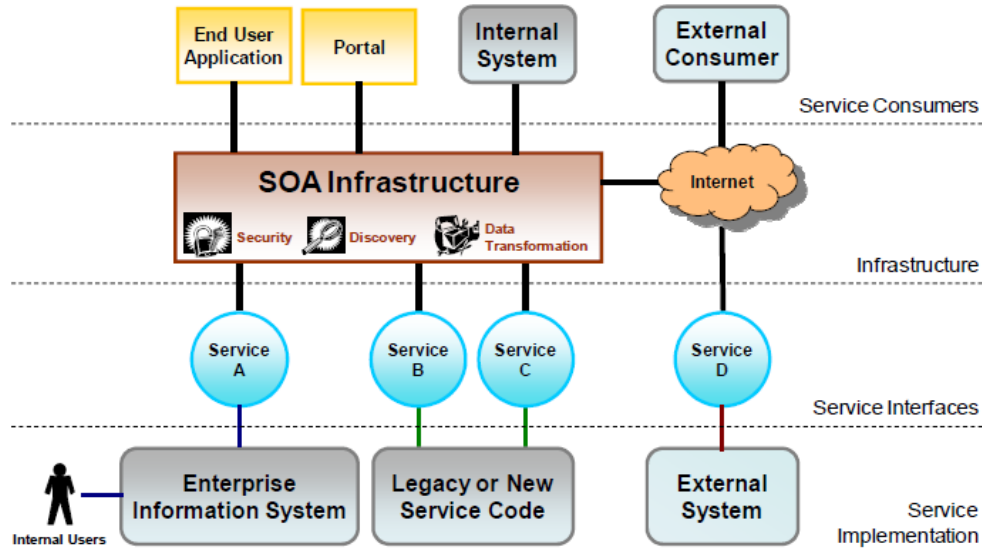 End User
Application
Portal
Internal
System
External
Consumer
Service Consumers
SOA Infrastructure
Internet
Security
Discovery
Data
Transformation
Infrastructure
Service
A
Service
B
Service
C
Service
D
Service Interfaces
Enterprise
Information System
Legacy or New
Service Code
External
System
Internal Users
Service
Implementation